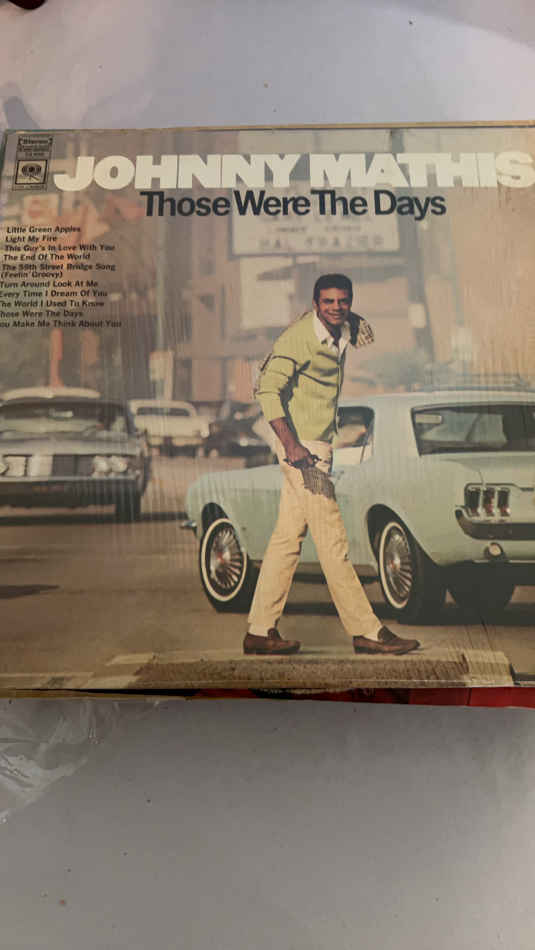 Stereo
JOHNNY MATHIS
Those Were The Days
Little Green Apples
Light My Fire
This Guy's In Love With You
The End Of The World
The 59th Street Bridge Song
(Feelin' Groovy)
Turn Around Look At Me
Every Time I Dream Of You
The World I Used To Know
Those Were The Days
You Make Me Think About You